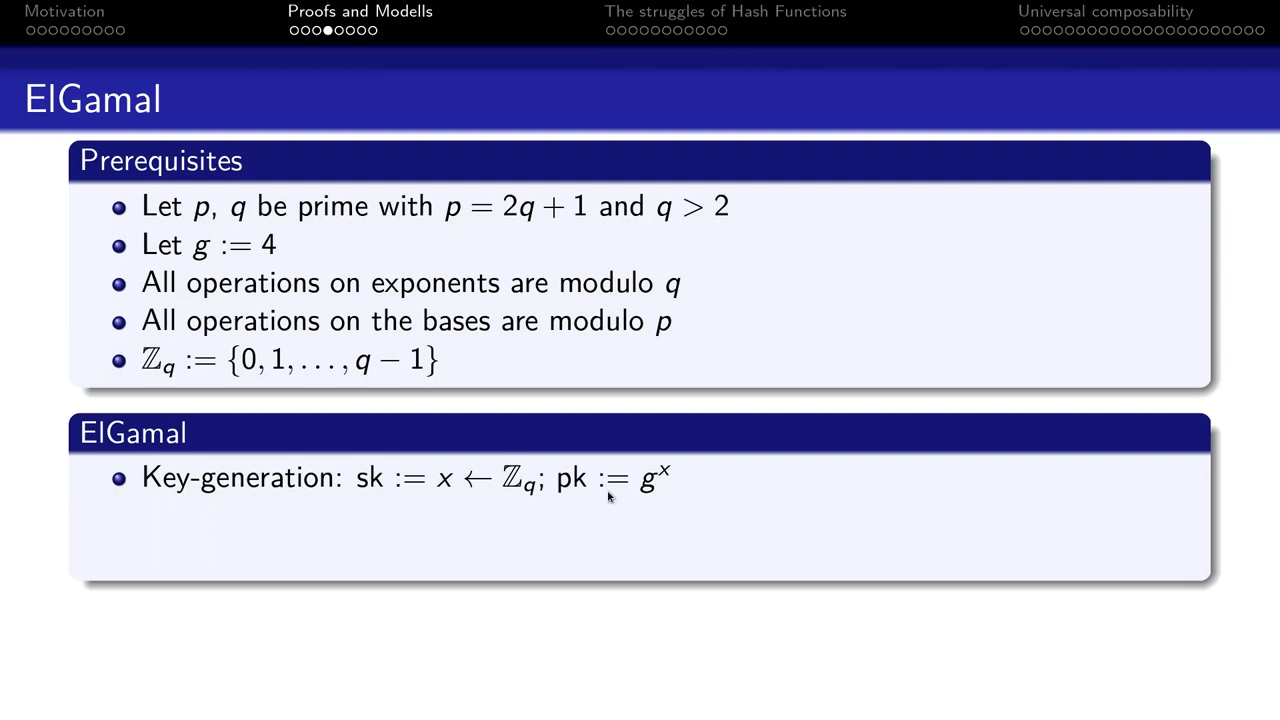 Motivation
Proofs and Modells
The struggles of Hash Functions
Universal composability
ElGamal
Prerequisites
Let p, q be prime with p = 2q + 1 and q > 2
Let g := 4
All operations on exponents are modulo q
All operations on the bases are modulo p
ℤ_q := {0, 1, . . . , q − 1}
ElGamal
Key-generation: sk := x ← ℤ_q; pk := g^x